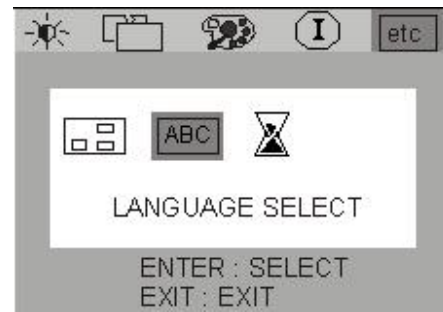 I etc
ABC
LANGUAGE SELECT
ENTER : SELECT
EXIT : EXIT